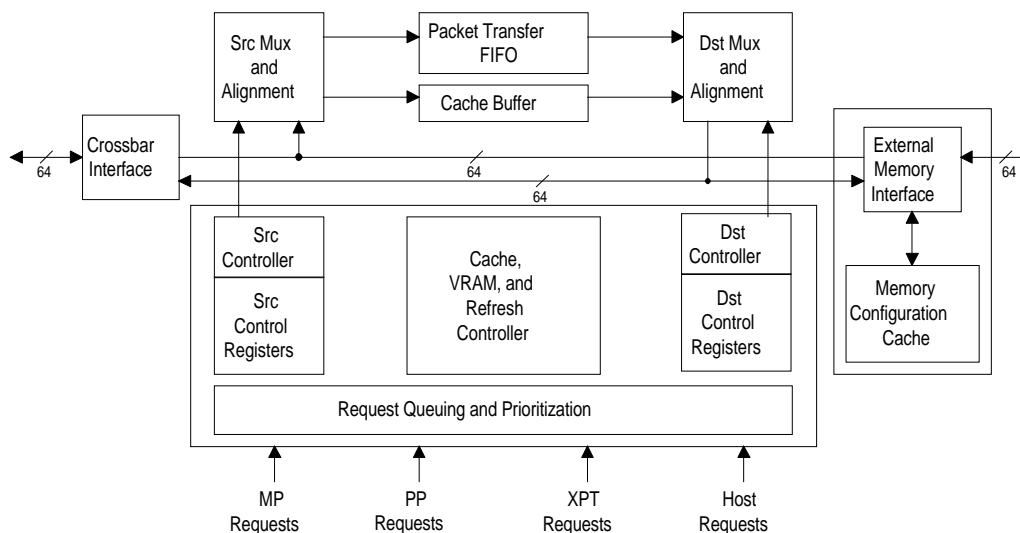 Src Mux
and
Alignment
Packet Transfer
FIFO
Cache Buffer
Dst Mux
and
Alignment
Crossbar
Interface
64
64
64
External
Memory
Interface
64
Src
Controller
Src
Control
Registers
Cache,
VRAM, and
Refresh
Controller
Dst
Controller
Dst
Control
Registers
Memory
Configuration
Cache
Request Queuing and Prioritization
MP
Requests
PP
Requests
XPT
Requests
Host
Requests